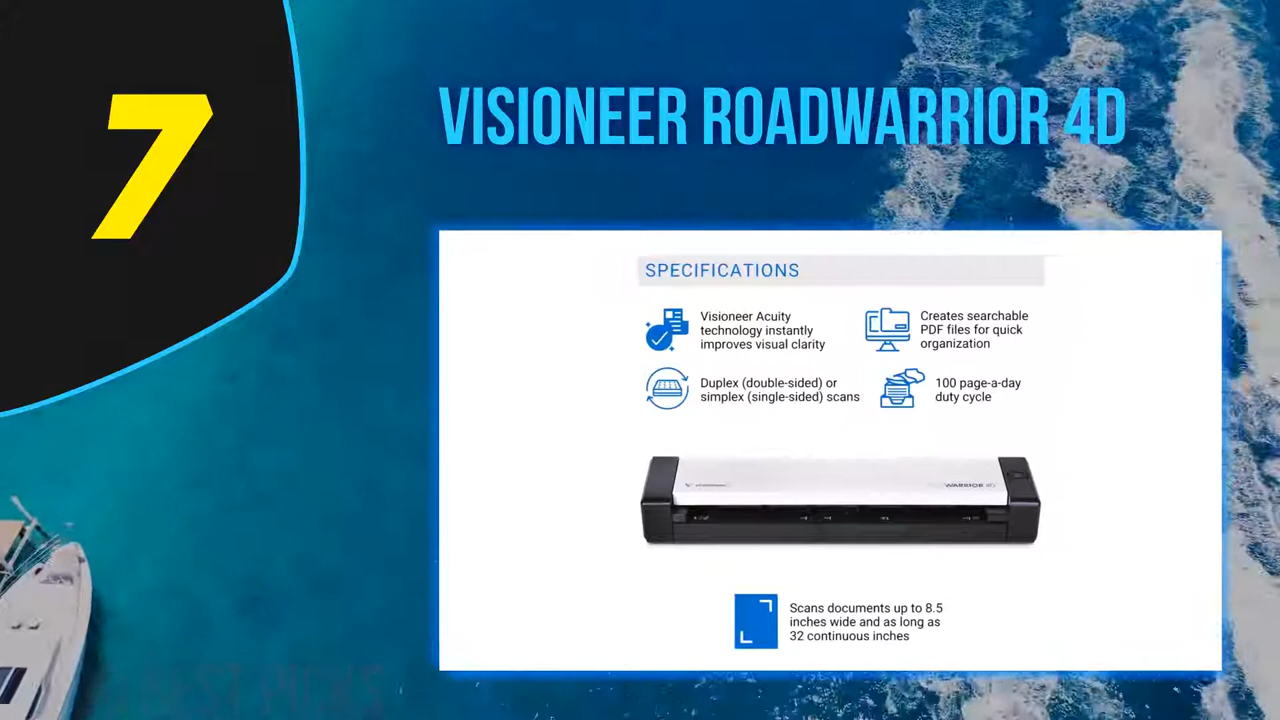 7
VISIONEER ROADWARRIOR 4D
SPECIFICATIONS
Visioneer Acuity
technology instantly
improves visual clarity
Creates searchable
PDF files for quick
organization
Duplex (double-sided) or
simplex (single-sided) scans
100 page-a-day
duty cycle
WARRIOR 4D
Scans documents up to 8.5
inches wide and as long as
32 continuous inches
BEST PICKS